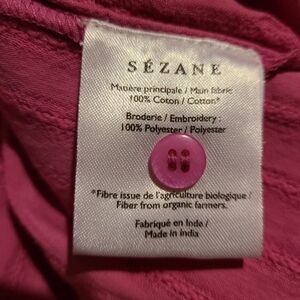 SÉZANE
Matière principale / Main fabric
100% Coton / Cotton*
Broderie / Embroidery :
100% Polyester / Polyester
*Fibre issue de l'agriculture biologique /
Fiber from organic farmers.
Fabriqué en Inde /
Made in India